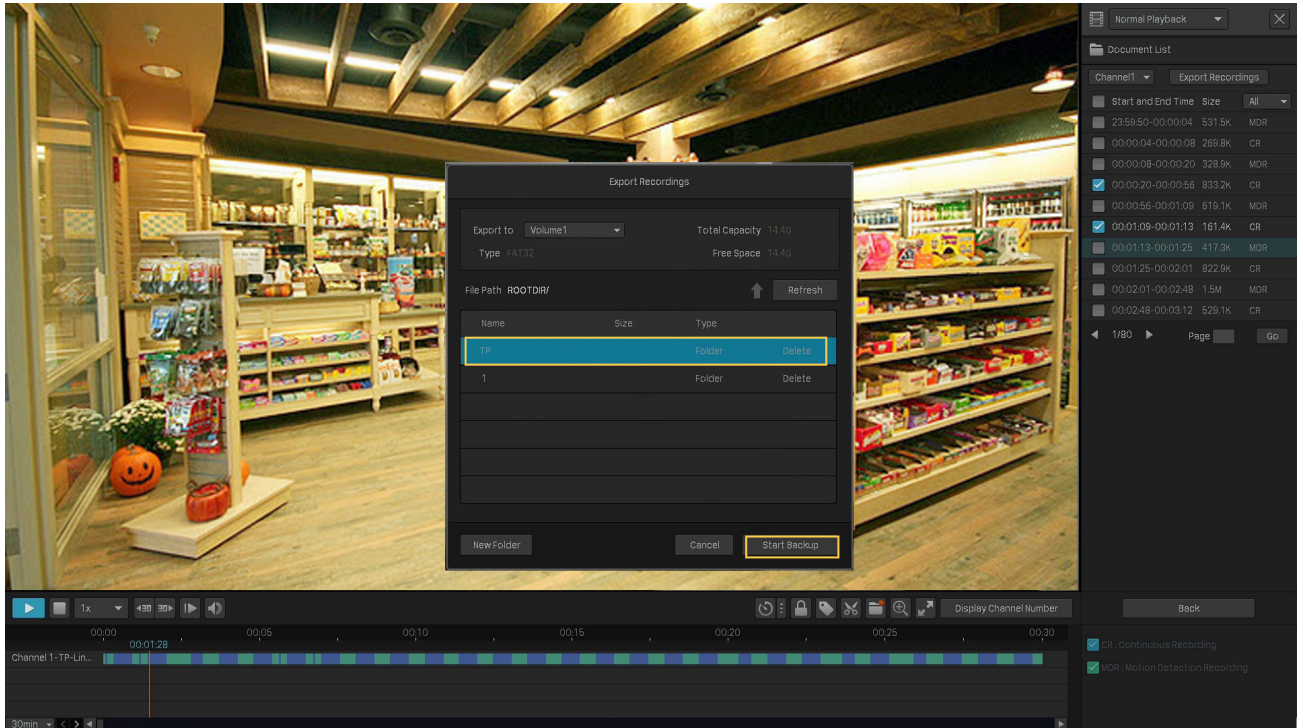 Normal Playback
Document List
Channel1 Export Recordings
Start and End Time Size All
23:59:50-00:00:04 531.5K MDR
00:00:04-00:00:08 269.8K CR
00:00:08-00:00:20 328.9K MDR
00:00:20-00:00:56 833.2K CR
00:00:56-00:01:09 619.1K MDR
00:01:09-00:01:13 161.4K CR
00:01:13-00:01:25 417.3K MDR
00:01:25-00:02:01 822.9K CR
00:02:01-00:02:48 1.5M MDR
00:02:48-00:03:12 529.1K CR
1/80 Page Go
Export Recordings
Export to Volume1 Total Capacity 14.4G
Type FAT32 Free Space 14.4G
File Path ROOTDIR/ Refresh
Name Size Type
TP Folder Delete
1 Folder Delete
New Folder Cancel Start Backup
1x 30 30 Display Channel Number Back
00:00 00:05 00:10 00:15 00:20 00:25 00:30
00:01:28
Channel 1-TP-Lin...
CR : Continuous Recording
MDR : Motion Detection Recording
30min